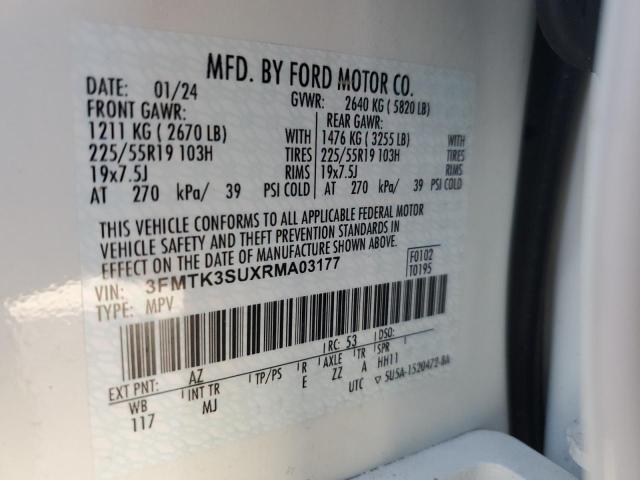 MFD. BY FORD MOTOR CO.
DATE: 01/24 GVWR: 2640 KG ( 5820 LB)
FRONT GAWR: REAR GAWR:
1211 KG ( 2670 LB) WITH 1476 KG ( 3255 LB) WITH
225/55R19 103H TIRES 225/55R19 103H TIRES
19x7.5J RIMS 19x7.5J RIMS
AT 270 kPa/ 39 PSI COLD AT 270 kPa/ 39 PSI COLD
THIS VEHICLE CONFORMS TO ALL APPLICABLE FEDERAL MOTOR
VEHICLE SAFETY AND THEFT PREVENTION STANDARDS IN
EFFECT ON THE DATE OF MANUFACTURE SHOWN ABOVE.
VIN: 3FMTK3SUXRMA03177 F0102
TYPE: MPV T0195
RC: 53 DSO:
EXT PNT: AZ
WB INT TR TP/PS R AXLE TR SPR
117 MJ E ZZ A HH11
UTC ▽ 5U5A-1520472-BA